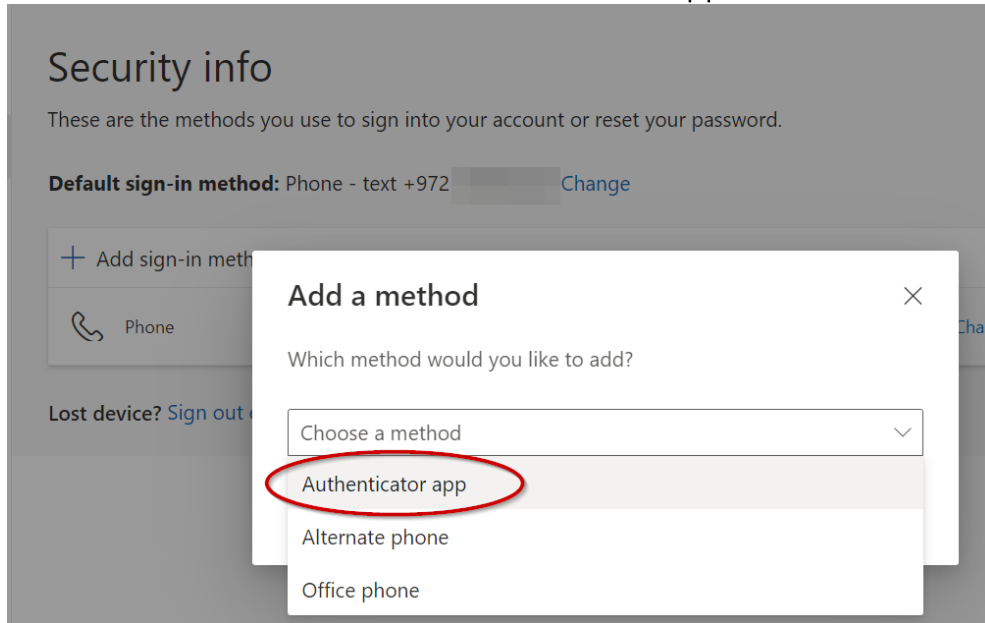 app
Security info
These are the methods you use to sign into your account or reset your password.
Default sign-in method: Phone - text +972 Change
Add sign-in meth
Add a method
Phone
Cha
Which method would you like to add?
Lost device? Sign out
Choose a method
Authenticator app
Alternate phone
Office phone